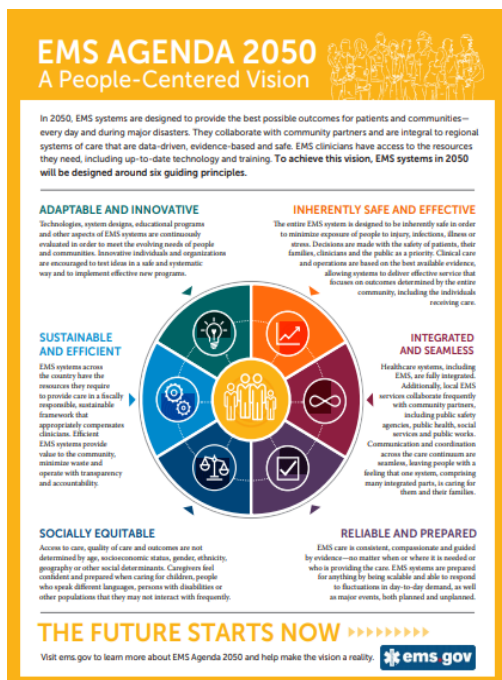 EMS AGENDA 2050
A People-Centered Vision
In 2050, EMS systems are designed to provide the best possible outcomes for patients and communities—
every day and during major disasters. They collaborate with community partners and are integral to regional
systems of care that are data-driven, evidence-based and safe. EMS clinicians have access to the resources
they need, including up-to-date technology and training. To achieve this vision, EMS systems in 2050
will be designed around six guiding principles.
ADAPTABLE AND INNOVATIVE
Technologies, system designs, educational programs
and other aspects of EMS systems are continuously
evaluated in order to meet the evolving needs of people
and communities. Innovative individuals and organizations
are encouraged to test ideas in a safe and systematic
way and to implement effective new programs.
INHERENTLY SAFE AND EFFECTIVE
The entire EMS system is designed to be inherently safe in order
to minimize exposure of people to injury, infections, illness or
stress. Decisions are made with the safety of patients, their
families, clinicians and the public as a priority. Clinical care
and operations are based on the best available evidence,
allowing systems to deliver effective service that
focuses on outcomes determined by the entire
community, including the individuals
receiving care.
SUSTAINABLE
AND EFFICIENT
EMS systems across
the country have the
resources they require
to provide care in a fiscally
responsible, sustainable
framework that
appropriately compensates
clinicians. Efficient
EMS systems provide
value to the community,
minimize waste and
operate with transparency
and accountability.
INTEGRATED
AND SEAMLESS
Healthcare systems, including
EMS, are fully integrated.
Additionally, local EMS
services collaborate frequently
with community partners,
including public safety
agencies, public health, social
services and public works.
Communication and coordination
across the care continuum are
seamless, leaving people with a
feeling that one system, comprising
many integrated parts, is caring for
them and their families.
SOCIALLY EQUITABLE
Access to care, quality of care and outcomes are not
determined by age, socioeconomic status, gender, ethnicity,
geography or other social determinants. Caregivers feel
confident and prepared when caring for children, people
who speak different languages, persons with disabilities or
other populations that they may not interact with frequently.
RELIABLE AND PREPARED
EMS care is consistent, compassionate and guided
by evidence—no matter when or where it is needed or
who is providing the care. EMS systems are prepared
for anything by being scalable and able to respond
to fluctuations in day-to-day demand, as well
as major events, both planned and unplanned.
THE FUTURE STARTS NOW
Visit ems.gov to learn more about EMS Agenda 2050 and help make the vision a reality.
ems.gov